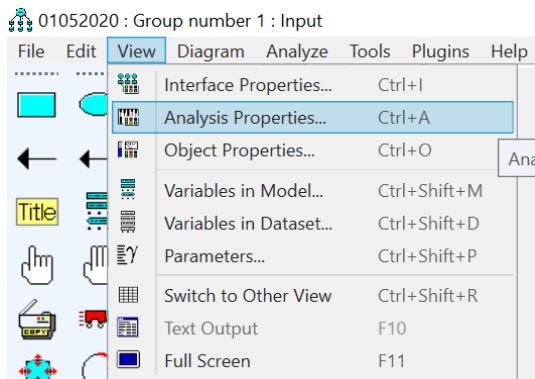 01052020 : Group number 1 : Input
File Edit View Diagram Analyze Tools Plugins Help
Interface Properties... Ctrl+I
Analysis Properties... Ctrl+A
Object Properties... Ctrl+O
Ana
Title
Variables in Model... Ctrl+Shift+M
Variables in Dataset... Ctrl+Shift+D
Parameters... Ctrl+Shift+P
Switch to Other View Ctrl+Shift+R
COPY
Text Output F10
Full Screen F11